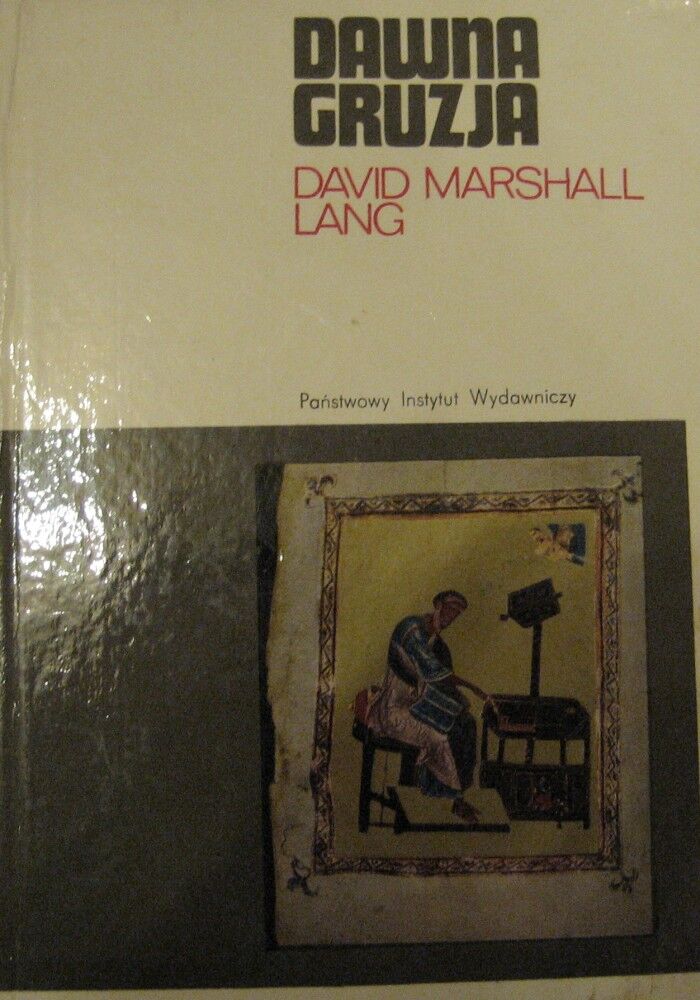 DAWNA
GRUZJA
DAVID MARSHALL
LANG
Państwowy Instytut Wydawniczy